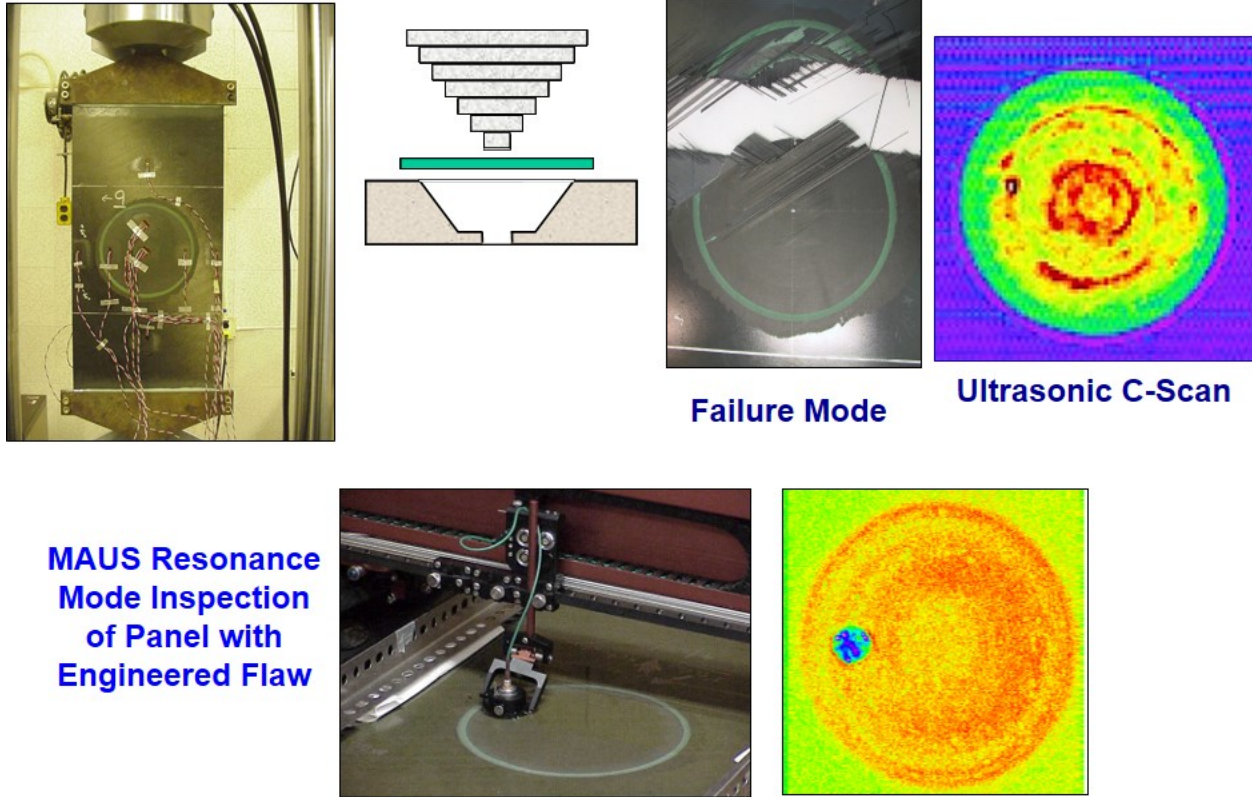 Failure Mode
Ultrasonic C-Scan
MAUS Resonance
Mode Inspection
of Panel with
Engineered Flaw